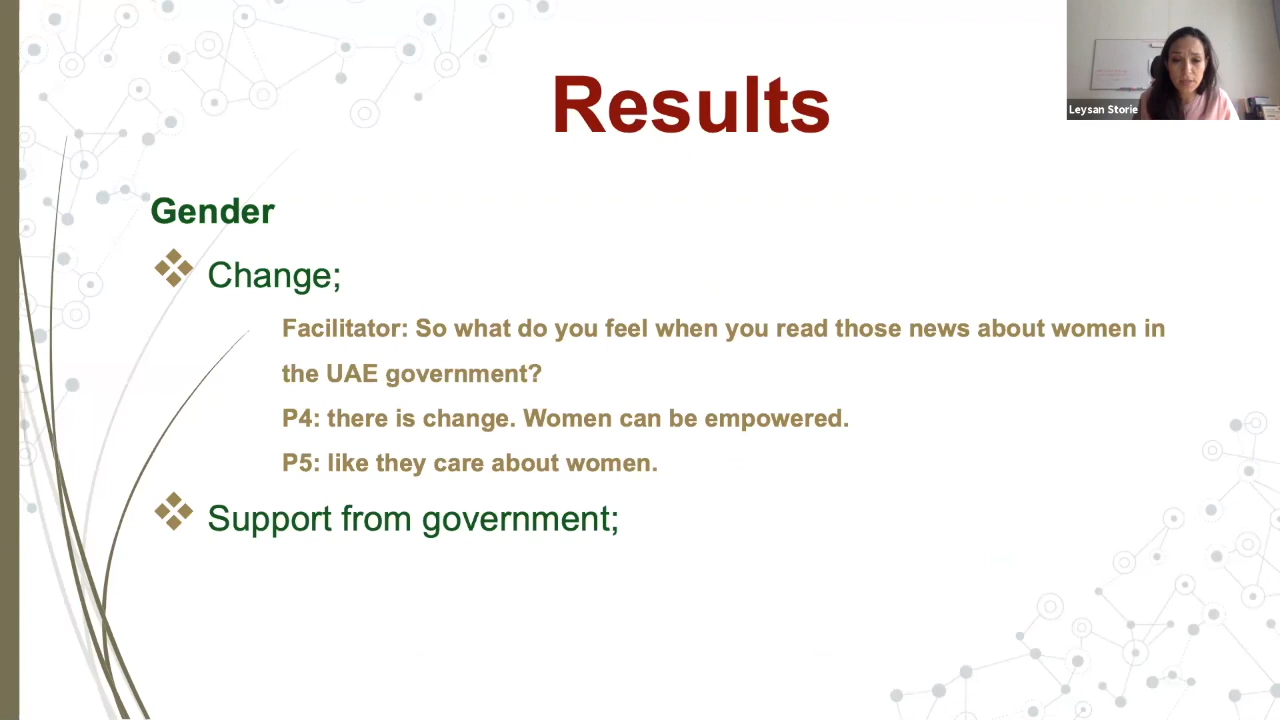 Results
Leysan Storie
Gender
Change;
Facilitator: So what do you feel when you read those news about women in
the UAE government?
P4: there is change. Women can be empowered.
P5: like they care about women.
Support from government;